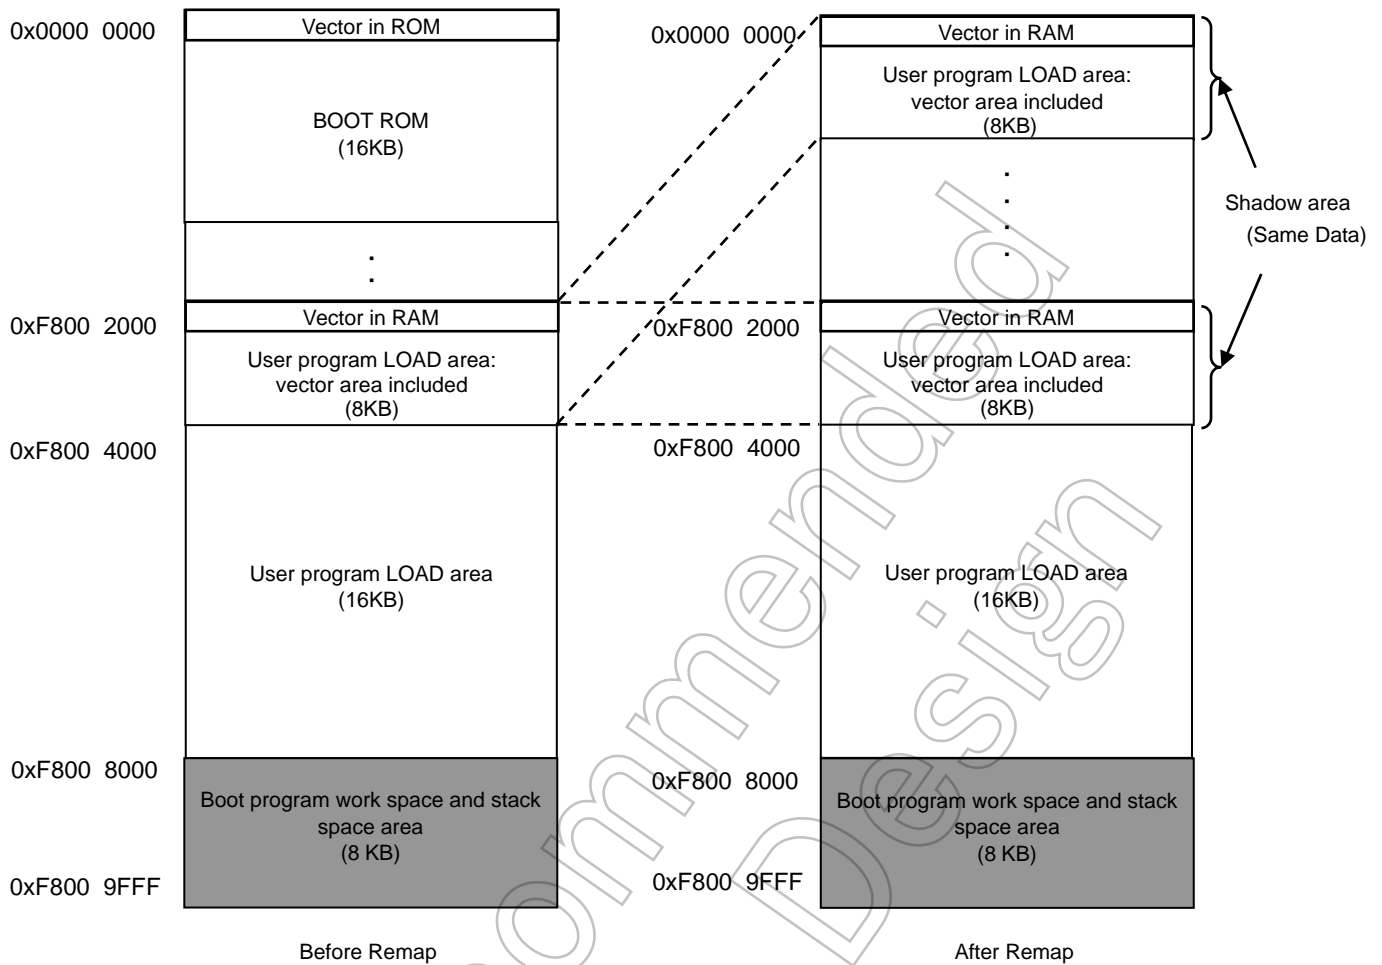 0x0000 0000
Vector in ROM
BOOT ROM
(16KB)
.
.
0xF800 2000
Vector in RAM
User program LOAD area:
vector area included
(8KB)
0xF800 4000
User program LOAD area
(16KB)
0xF800 8000
Boot program work space and stack
space area
(8 KB)
0xF800 9FFF
Before Remap
0x0000 0000
Vector in RAM
User program LOAD area:
vector area included
(8KB)
.
.
.
.
0xF800 2000
Vector in RAM
User program LOAD area:
vector area included
(8KB)
0xF800 4000
User program LOAD area
(16KB)
0xF800 8000
Boot program work space and stack
space area
(8 KB)
0xF800 9FFF
After Remap
Shadow area
(Same Data)
ommended
Design